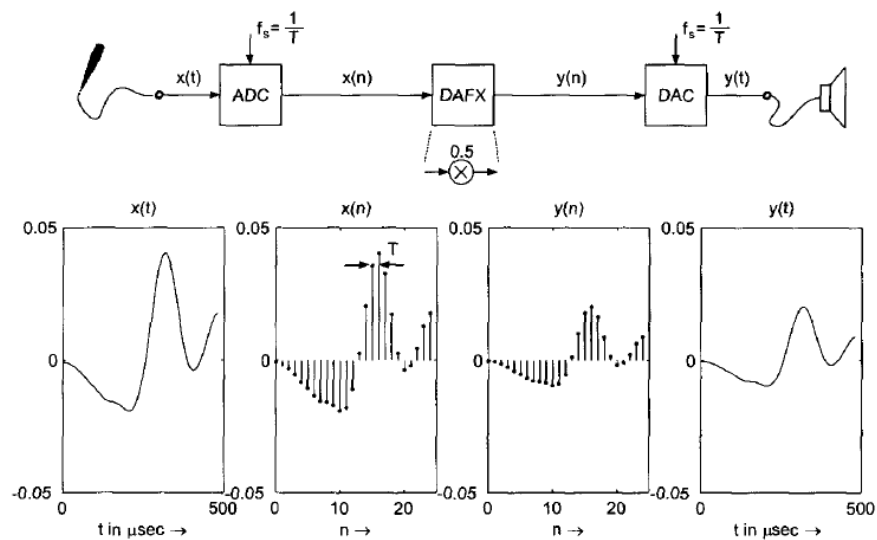 f_s = 1/T
f_s = 1/T
x(t)
ADC
x(n)
DAFX
y(n)
DAC
y(t)
0.5
x(t)
x(n)
y(n)
y(t)
0.05
0.05
0.05
0.05
T
0
0
0
0
-0.05
-0.05
-0.05
-0.05
0
500
0
20
0
20
0
500
t in μsec →
n →
n →
t in μsec →